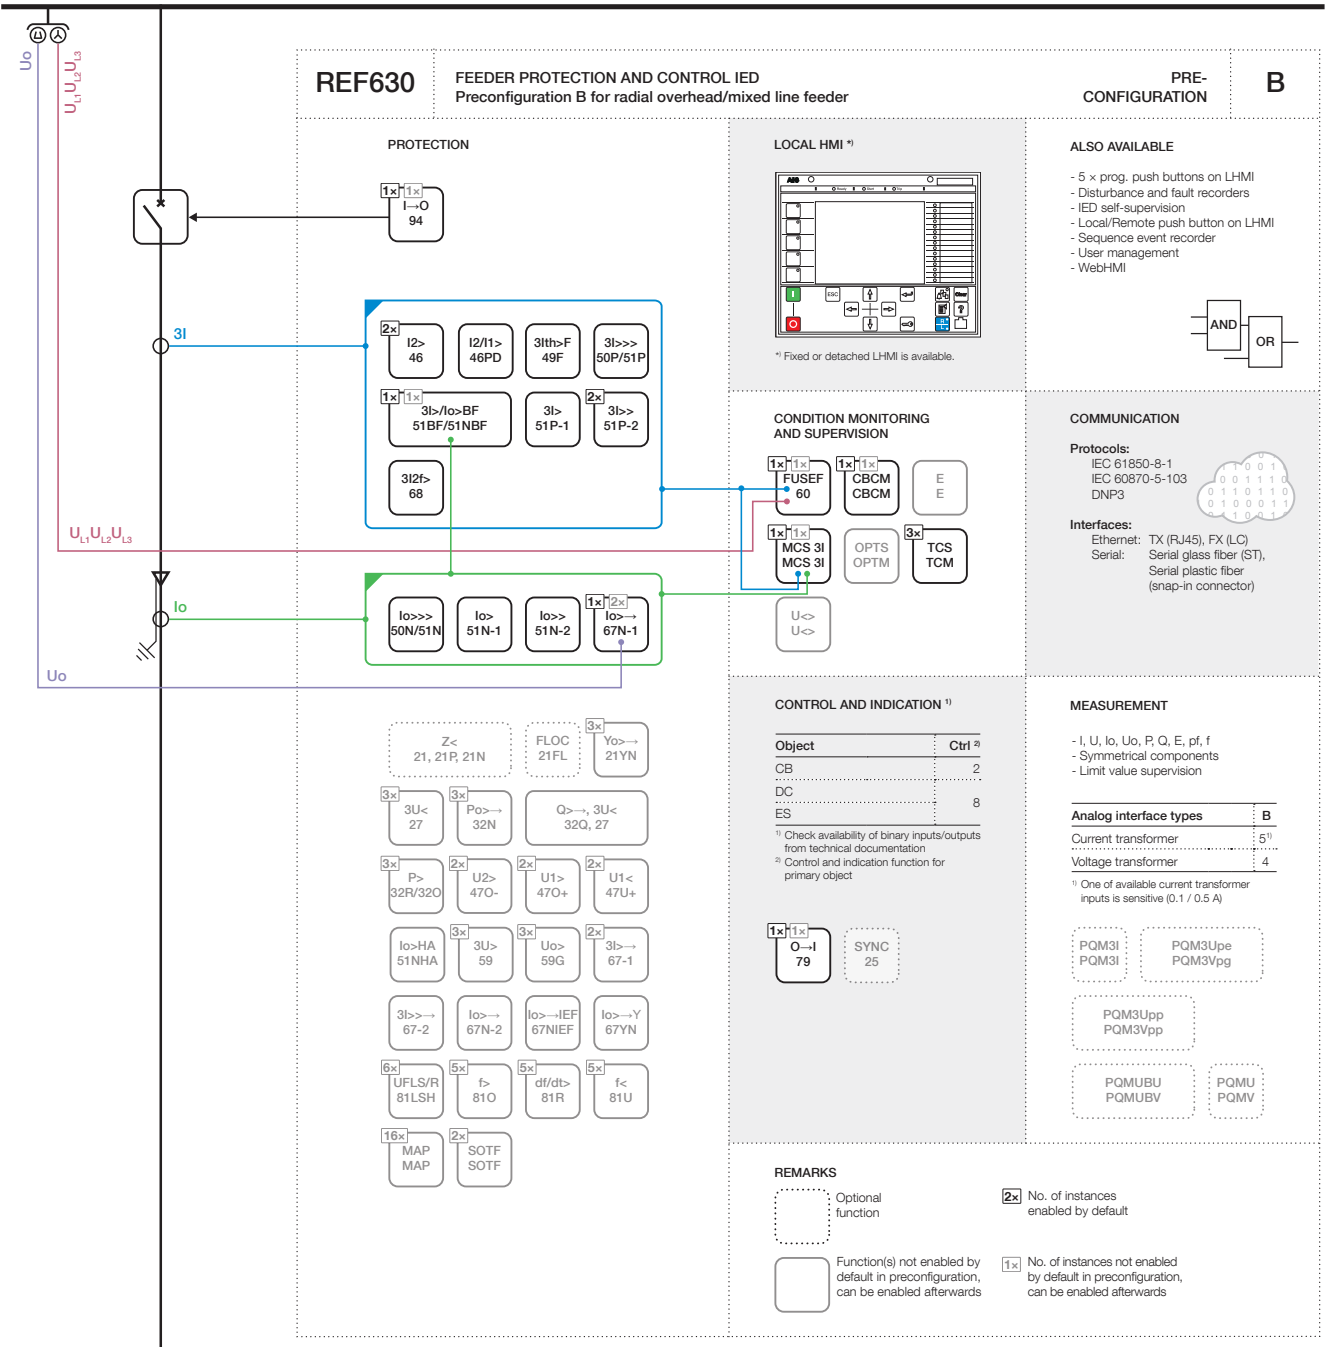 REF630
FEEDER PROTECTION AND CONTROL IED
Preconfiguration B for radial overhead/mixed line feeder
PRE-
CONFIGURATION
B
Uo
UL1UL2UL3
3I
UL1UL2UL3
Io
Uo
PROTECTION
1× 1×
I→O
94
2×
I2>
46
I2/I1>
46PD
3Ith>F
49F
3I>>>
50P/51P
1× 1×
3I>/Io>BF
51BF/51NBF
3I>
51P-1
2×
3I>>
51P-2
3I2f>
68
Io>>>
50N/51N
Io>
51N-1
Io>>
51N-2
1× 2×
Io>→
67N-1
Z<
21, 21P, 21N
FLOC
21FL
3×
Yo>→
21YN
3×
3U<
27
3×
Po>→
32N
Q>→, 3U<
32Q, 27
3×
P>
32R/32O
2×
U2>
47O-
2×
U1>
47O+
2×
U1<
47U+
Io>HA
51NHA
3×
3U>
59
3×
Uo>
59G
2×
3I>→
67-1
3I>>→
67-2
Io>→
67N-2
Io>→IEF
67NIEF
Io>→Y
67YN
6×
UFLS/R
81LSH
5×
f>
81O
5×
df/dt>
81R
5×
f<
81U
16×
MAP
MAP
2×
SOTF
SOTF
LOCAL HMI *)
ABB
Ready
Start
Trip
ESC
Clear
I
O
?
*) Fixed or detached LHMI is available.
ALSO AVAILABLE
- 5 × prog. push buttons on LHMI
- Disturbance and fault recorders
- IED self-supervision
- Local/Remote push button on LHMI
- Sequence event recorder
- User management
- WebHMI
AND
OR
CONDITION MONITORING
AND SUPERVISION
1× 1×
FUSEF
60
1× 1×
CBCM
CBCM
E
E
1× 1×
MCS 3I
MCS 3I
OPTS
OPTM
3×
TCS
TCM
U<>
U<>
COMMUNICATION
Protocols:
IEC 61850-8-1
IEC 60870-5-103
DNP3
Interfaces:
Ethernet: TX (RJ45), FX (LC)
Serial: Serial glass fiber (ST),
Serial plastic fiber
(snap-in connector)
CONTROL AND INDICATION 1)
Object Ctrl 2)
CB 2
DC
8
ES
1) Check availability of binary inputs/outputs
from technical documentation
2) Control and indication function for
primary object
1× 1×
O→I
79
SYNC
25
MEASUREMENT
- I, U, Io, Uo, P, Q, E, pf, f
- Symmetrical components
- Limit value supervision
Analog interface types B
Current transformer 51)
Voltage transformer 4
1) One of available current transformer
inputs is sensitive (0.1 / 0.5 A)
PQM3I
PQM3I
PQM3Upe
PQM3Vpg
PQM3Upp
PQM3Vpp
PQMUBU
PQMUBV
PQMU
PQMV
REMARKS
Optional
function
2× No. of instances
enabled by default
Function(s) not enabled by
default in preconfiguration,
can be enabled afterwards
1× No. of instances not enabled
by default in preconfiguration,
can be enabled afterwards